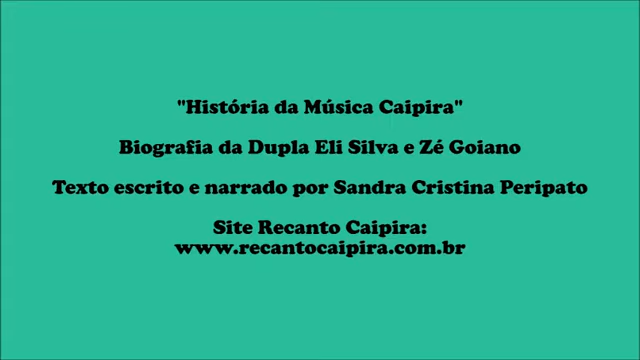 "História da Música Caipira"
Biografia da Dupla Eli Silva e Zé Goiano
Texto escrito e narrado por Sandra Cristina Peripato
Site Recanto Caipira:
www.recantocaipira.com.br